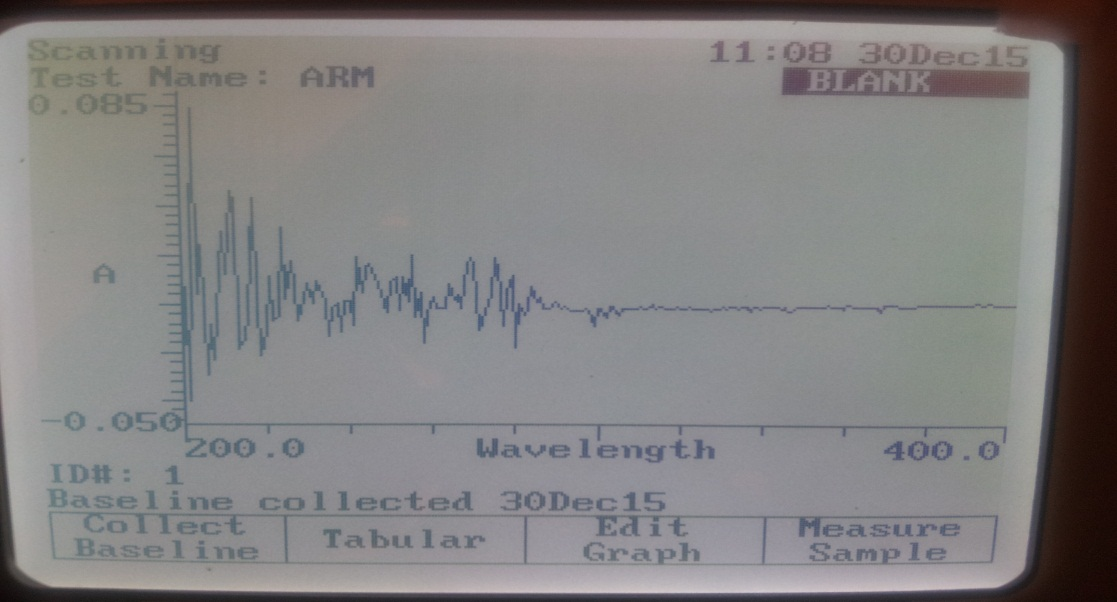 Scanning 11:08 30Dec15
Test Name: ARM BLANK
0.085
A
-0.050
200.0 Wavelength 400.0
ID#: 1
Baseline collected 30Dec15
Collect Baseline
Tabular
Edit Graph
Measure Sample